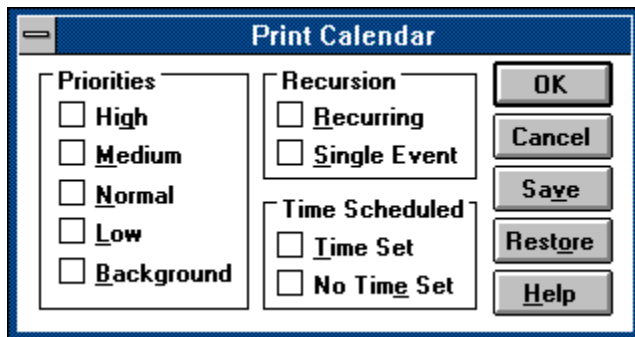 Print Calendar
Priorities
High
Medium
Normal
Low
Background
Recursion
Recurring
Single Event
Time Scheduled
Time Set
No Time Set
OK
Cancel
Save
Restore
Help